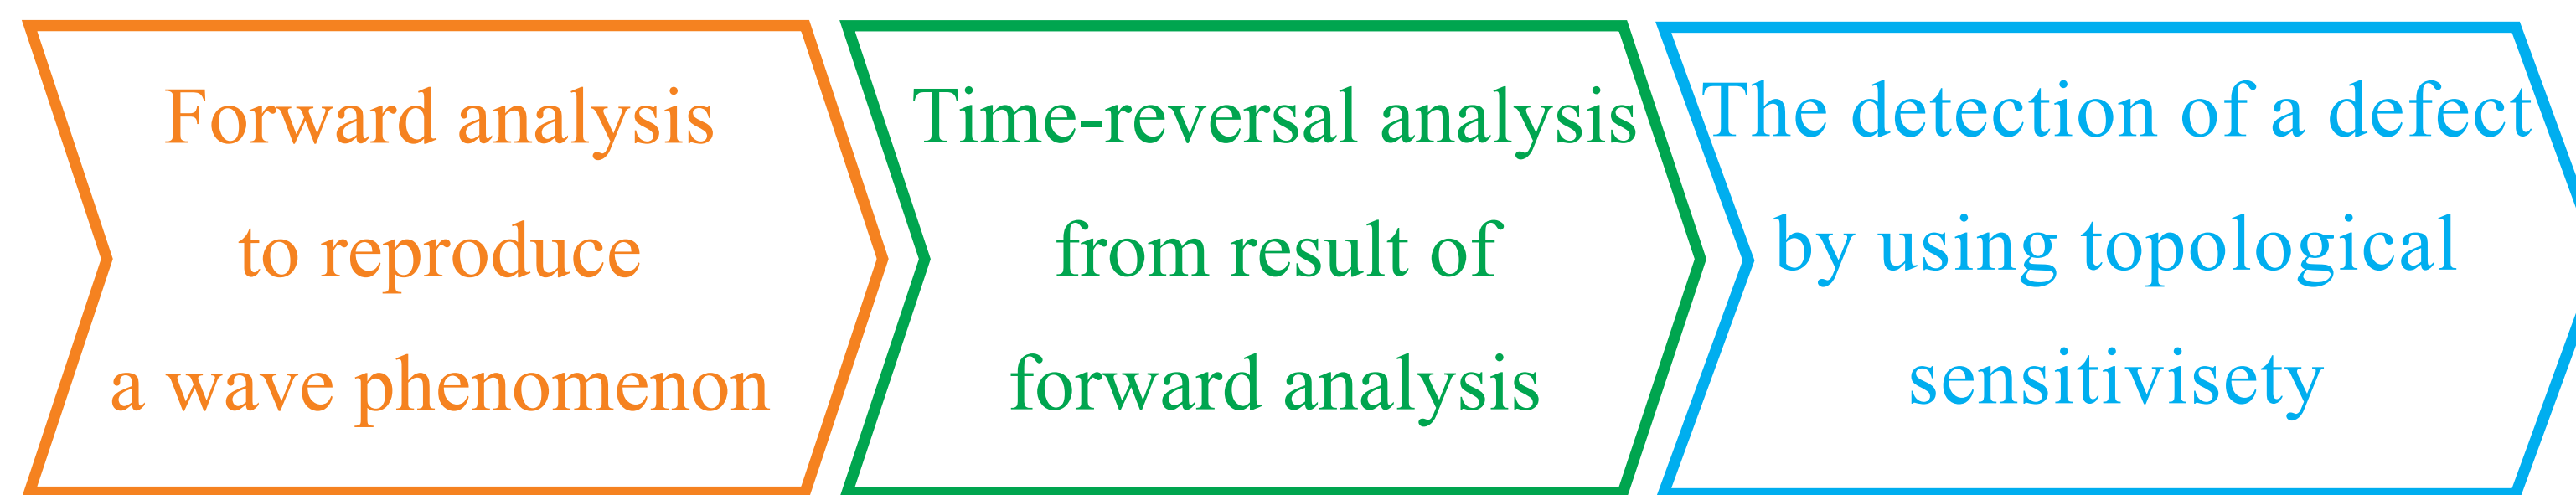 Forward analysis
to reproduce
a wave phenomenon
Time-reversal analysis
from result of
forward analysis
The detection of a defect
by using topological
sensitivisety